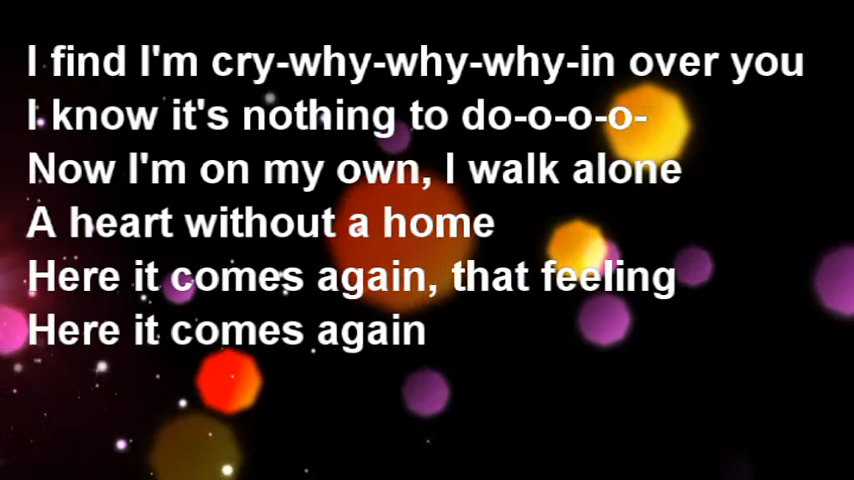 I find I'm cry-why-why-why-in over you
I know it's nothing to do-o-o-o-
Now I'm on my own, I walk alone
A heart without a home
Here it comes again, that feeling
Here it comes again